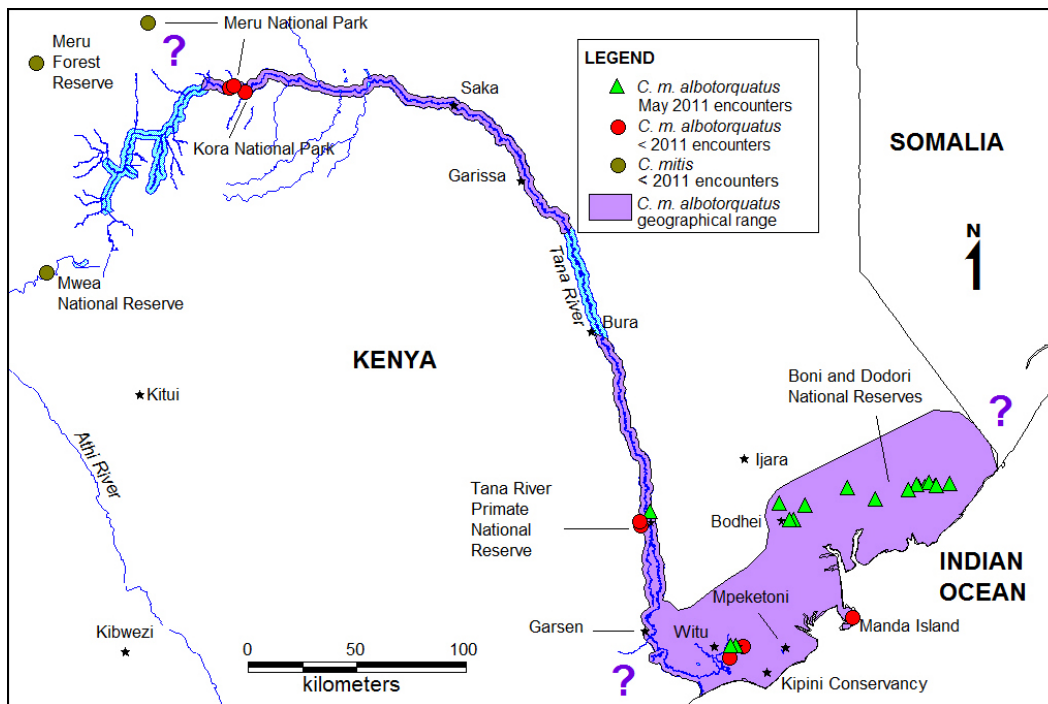 Meru National Park
Meru
Forest
Reserve
?
Saka
Kora National Park
Garissa
LEGEND
C. m. albotorquatus
May 2011 encounters
C. m. albotorquatus
< 2011 encounters
C. mitis
< 2011 encounters
C. m. albotorquatus
geographical range
SOMALIA
N
Mwea
National Reserve
Tana River
Bura
KENYA
Kitui
Athi River
Boni and Dodori
National Reserves
?
Ijara
Tana River
Primate
National
Reserve
Bodhei
INDIAN
OCEAN
Mpeketoni
Manda Island
Garsen
Witu
Kibwezi
0 50 100
kilometers
?
Kipini Conservancy